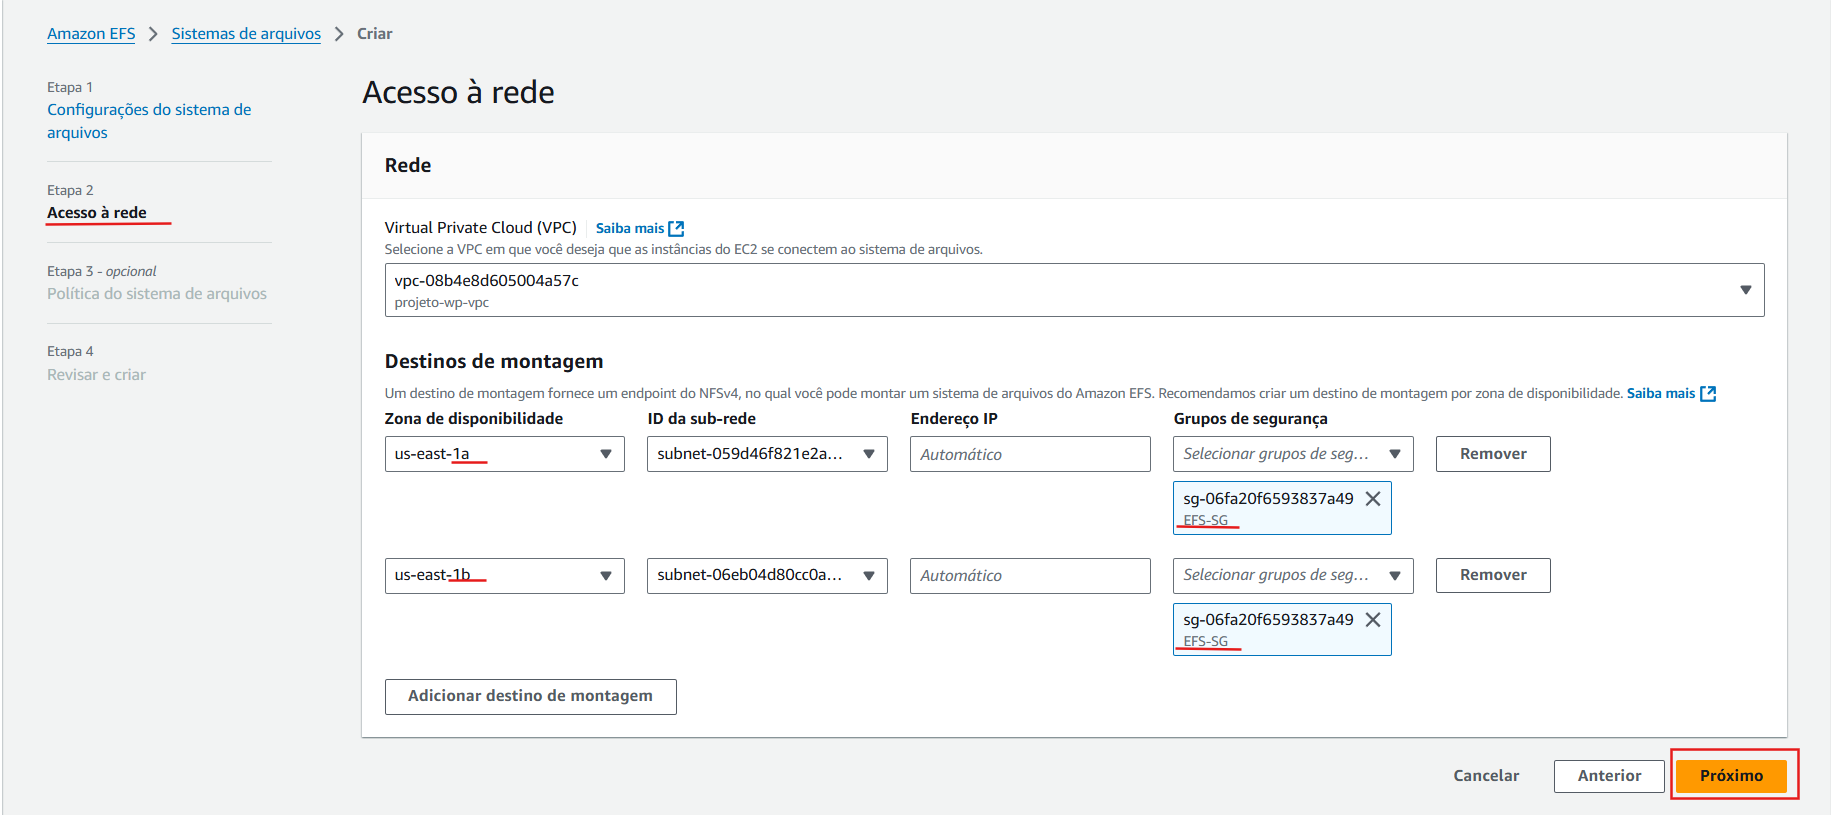 Amazon EFS > Sistemas de arquivos > Criar
Etapa 1
Configurações do sistema de
arquivos
Etapa 2
Acesso à rede
Etapa 3 - opcional
Política do sistema de arquivos
Etapa 4
Revisar e criar
Acesso à rede
Rede
Virtual Private Cloud (VPC) Saiba mais
Selecione a VPC em que você deseja que as instâncias do EC2 se conectem ao sistema de arquivos.
vpc-08b4e8d605004a57c
projeto-wp-vpc
Destinos de montagem
Um destino de montagem fornece um endpoint do NFSv4, no qual você pode montar um sistema de arquivos do Amazon EFS. Recomendamos criar um destino de montagem por zona de disponibilidade. Saiba mais
Zona de disponibilidade ID da sub-rede Endereço IP Grupos de segurança
us-east-1a subnet-059d46f821e2a... Automático Selecionar grupos de seg... Remover
sg-06fa20f6593837a49
EFS-SG
us-east-1b subnet-06eb04d80cc0a... Automático Selecionar grupos de seg... Remover
sg-06fa20f6593837a49
EFS-SG
Adicionar destino de montagem
Cancelar Anterior Próximo